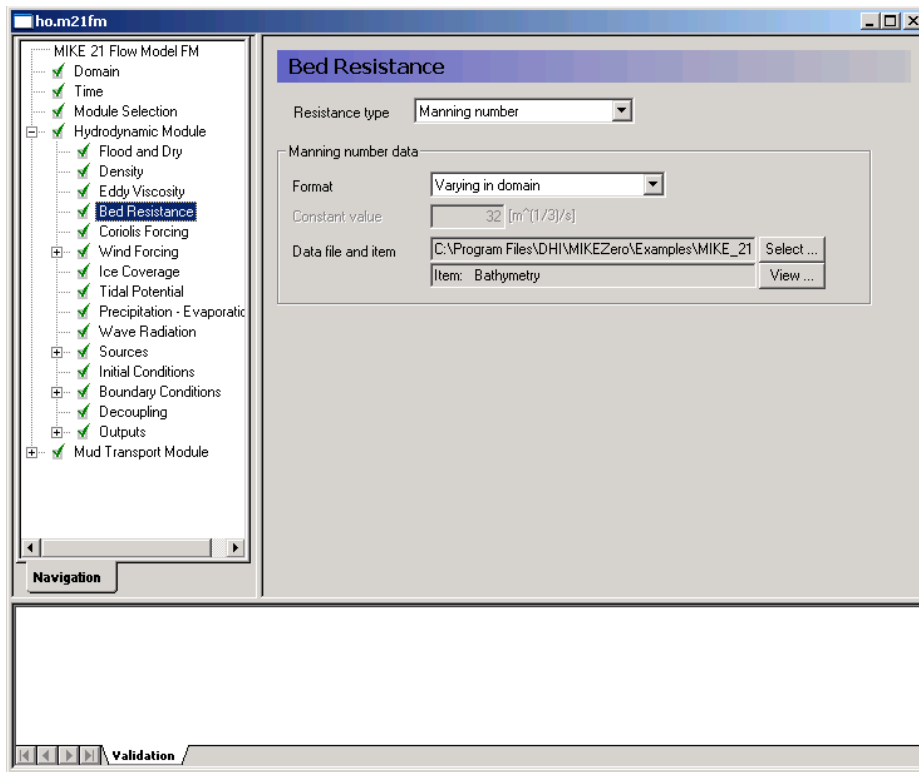 ho.m21fm
MIKE 21 Flow Model FM
Domain
Time
Module Selection
Hydrodynamic Module
Flood and Dry
Density
Eddy Viscosity
Bed Resistance
Coriolis Forcing
Wind Forcing
Ice Coverage
Tidal Potential
Precipitation - Evaporatic
Wave Radiation
Sources
Initial Conditions
Boundary Conditions
Decoupling
Outputs
Mud Transport Module
Navigation
Bed Resistance
Resistance type Manning number
Manning number data
Format Varying in domain
Constant value 32 [m^(1/3)/s]
Data file and item C:\Program Files\DHI\MIKEZero\Examples\MIKE_21 Select ...
Item: Bathymetry View ...
Validation